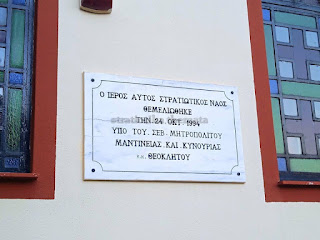 Ο ΙΕΡΟΣ ΑΥΤΟΣ ΣΤΡΑΤΙΩΤΙΚΟΣ ΝΑΟΣ
ΘΕΜΕΛΙΩΘΗΚΕ
ΤΗΝ 24 ΟΚΤ. 1994
ΥΠΟ ΤΟΥ ΣΕΒ. ΜΗΤΡΟΠΟΛΙΤΟΥ
ΜΑΝΤΙΝΕΙΑΣ ΚΑΙ ΚΥΝΟΥΡΙΑΣ
κ.κ. ΘΕΟΚΛΗΤΟΥ